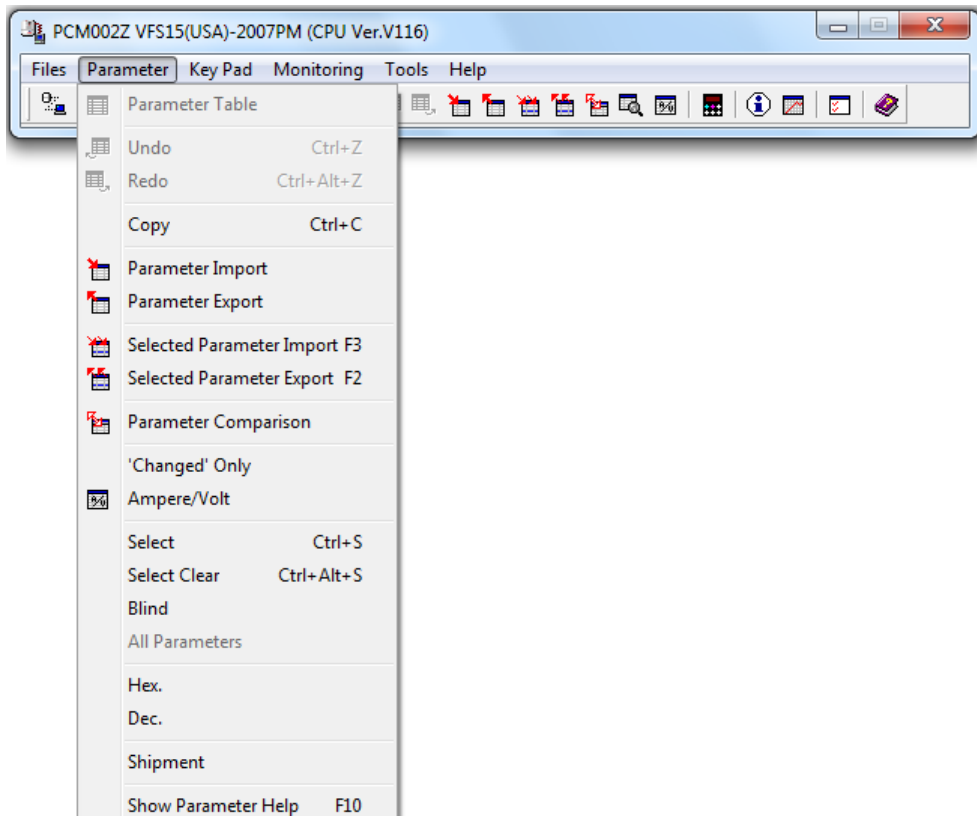 PCM002Z VFS15(USA)-2007PM (CPU Ver.V116)
Files Parameter Key Pad Monitoring Tools Help
Parameter Table
Undo Ctrl+Z
Redo Ctrl+Alt+Z
Copy Ctrl+C
Parameter Import
Parameter Export
Selected Parameter Import F3
Selected Parameter Export F2
Parameter Comparison
'Changed' Only
Ampere/Volt
Select Ctrl+S
Select Clear Ctrl+Alt+S
Blind
All Parameters
Hex.
Dec.
Shipment
Show Parameter Help F10